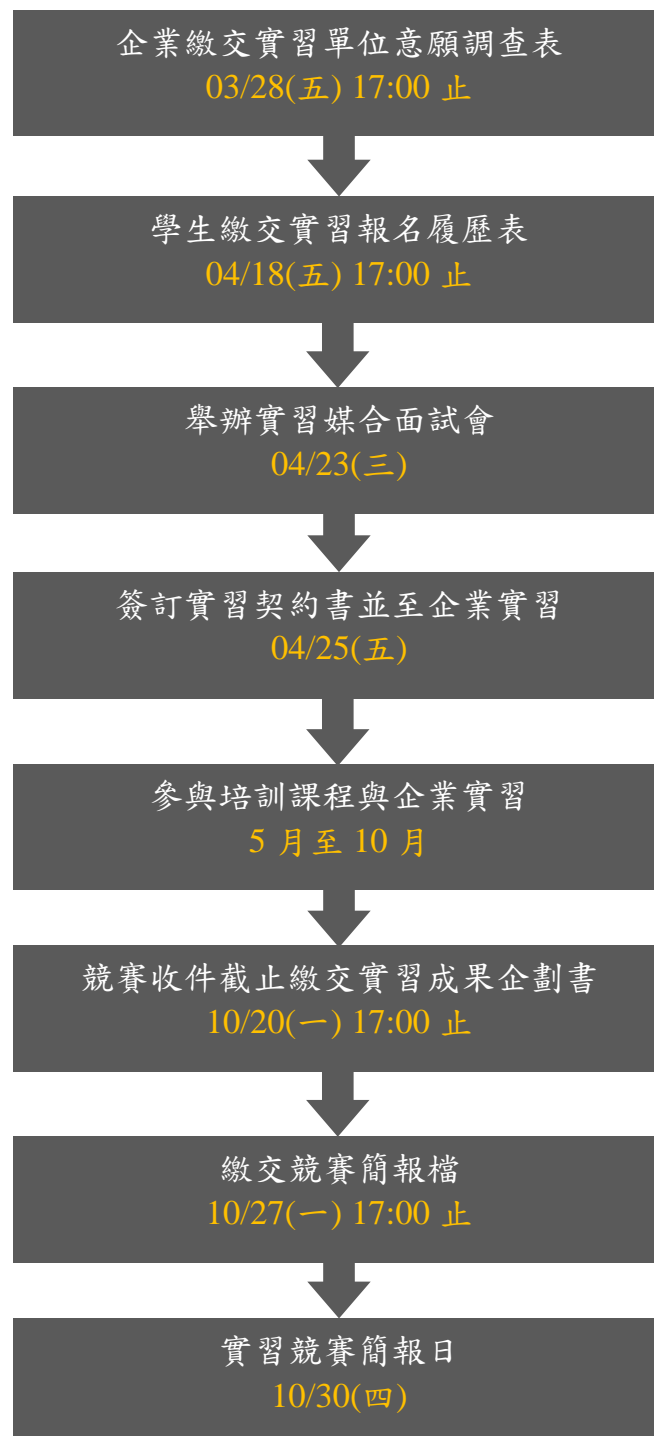 企業繳交實習單位意願調查表
03/28(五) 17:00 止
學生繳交實習報名履歷表
04/18(五) 17:00 止
舉辦實習媒合面試會
04/23(三)
簽訂實習契約書並至企業實習
04/25(五)
參與培訓課程與企業實習
5 月至 10 月
競賽收件截止繳交實習成果企劃書
10/20(一) 17:00 止
繳交競賽簡報檔
10/27(一) 17:00 止
實習競賽簡報日
10/30(四)